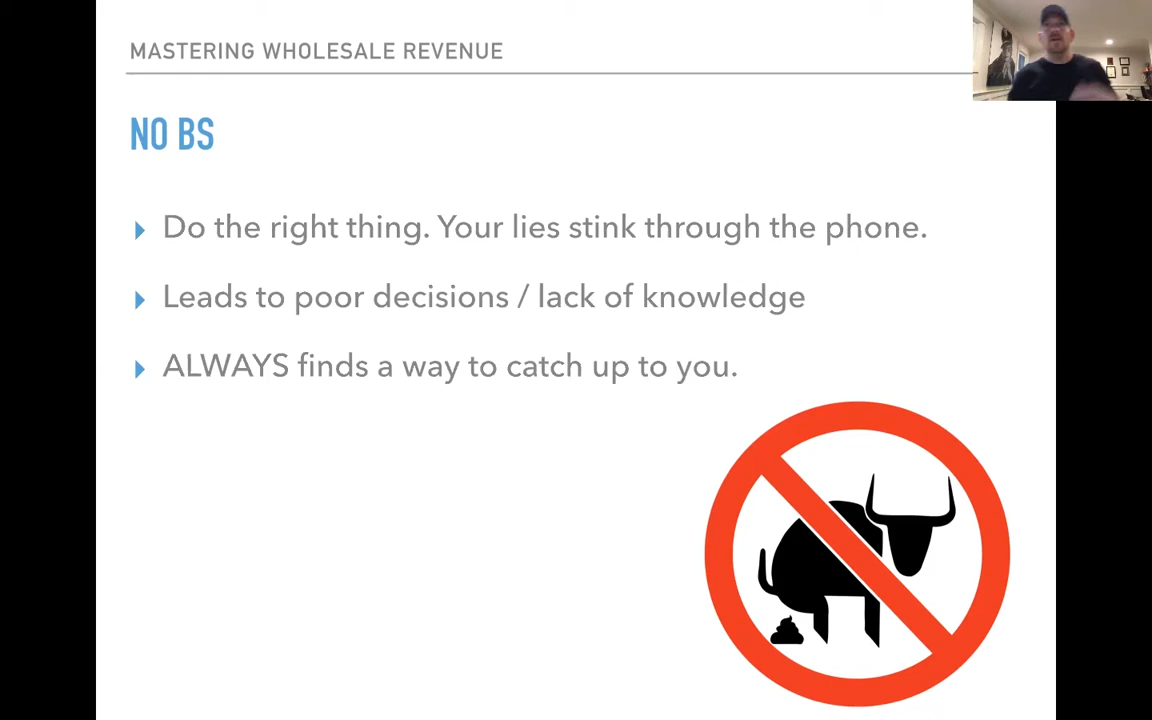 MASTERING WHOLESALE REVENUE
NO BS
Do the right thing. Your lies stink through the phone.
Leads to poor decisions / lack of knowledge
ALWAYS finds a way to catch up to you.